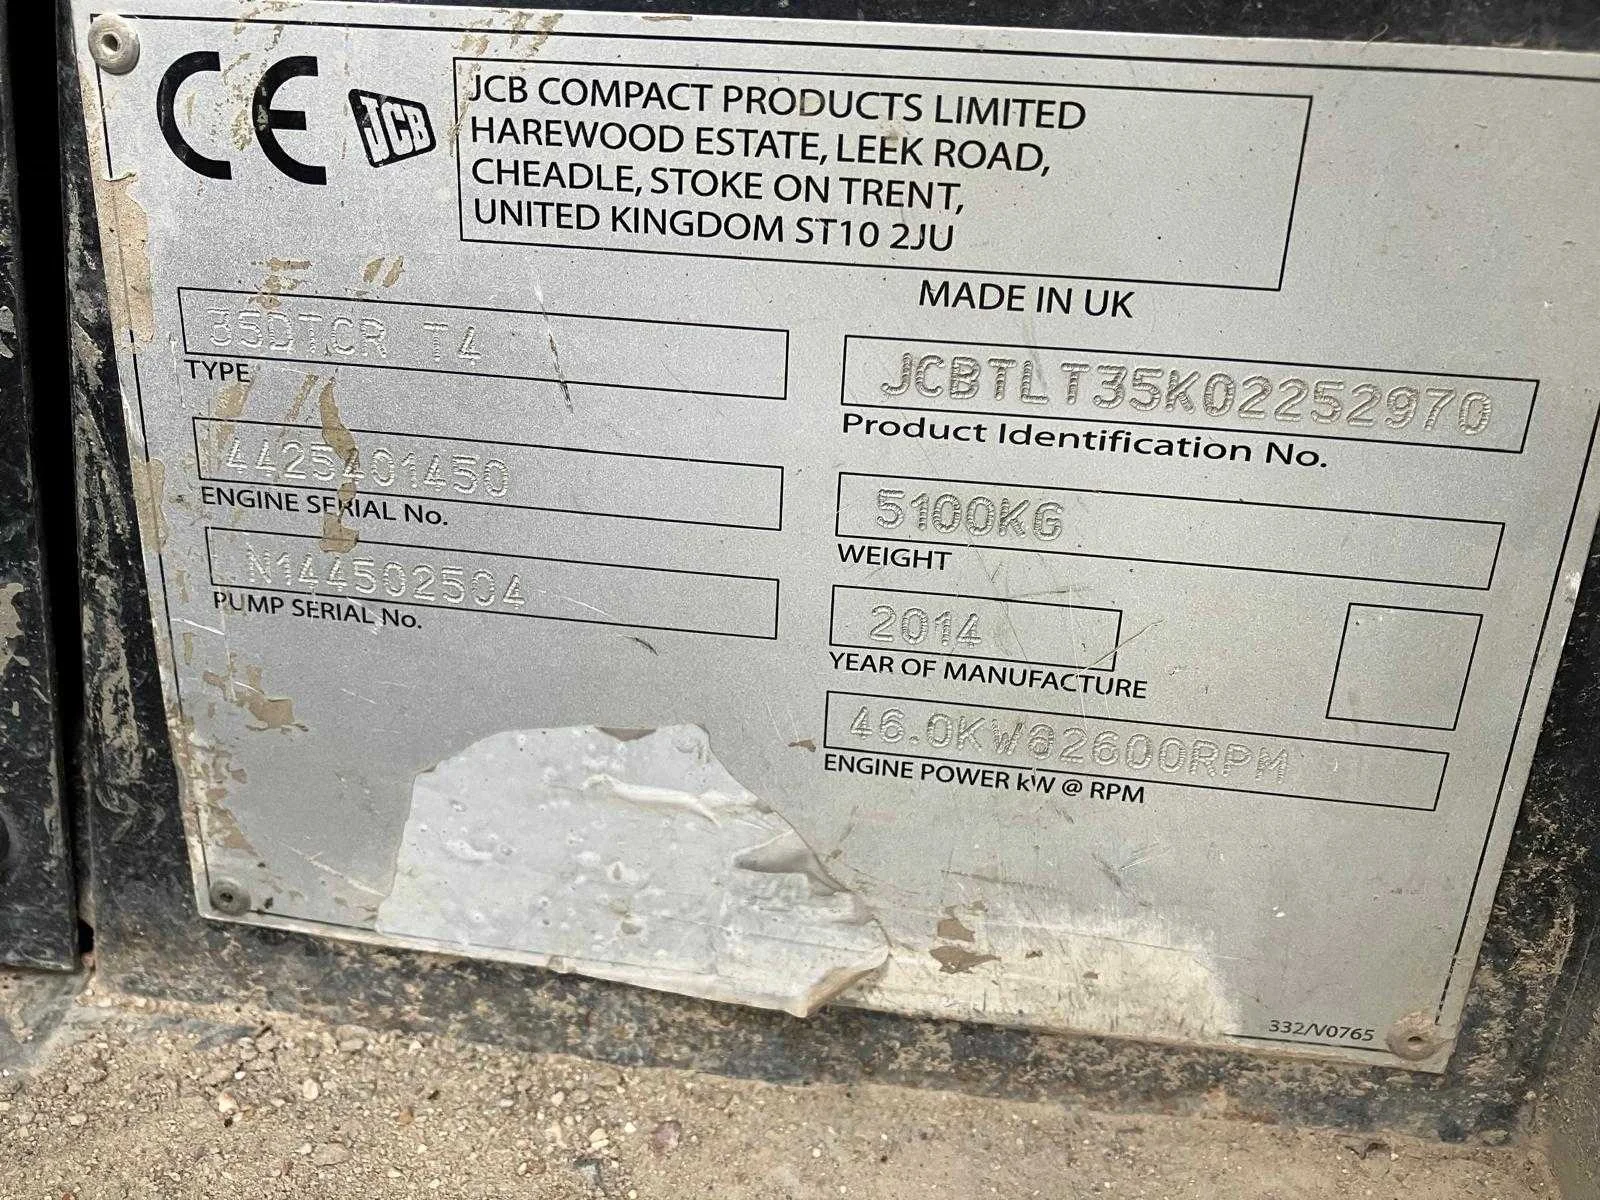 CE JCB
JCB COMPACT PRODUCTS LIMITED
HAREWOOD ESTATE, LEEK ROAD,
CHEADLE, STOKE ON TRENT,
UNITED KINGDOM ST10 2JU
MADE IN UK
35DTCR T4
TYPE
4425401450
ENGINE SERIAL No.
N144502504
PUMP SERIAL No.
JCBTLT35K02252970
Product Identification No.
5100KG
WEIGHT
2014
YEAR OF MANUFACTURE
46.0KW@2600RPM
ENGINE POWER kW @ RPM
332/V0765